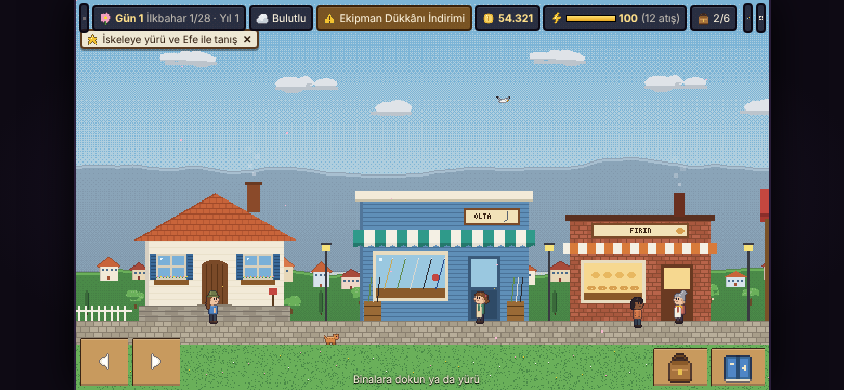 Gün 1 İlkbahar 1/28 · Yıl 1
Bulutlu
Ekipman Dükkânı İndirimi
54.321
100 (12 atış)
2/6
İskeleye yürü ve Efe ile tanış ×
OLTA
FIRIN
Binalara dokun ya da yürü